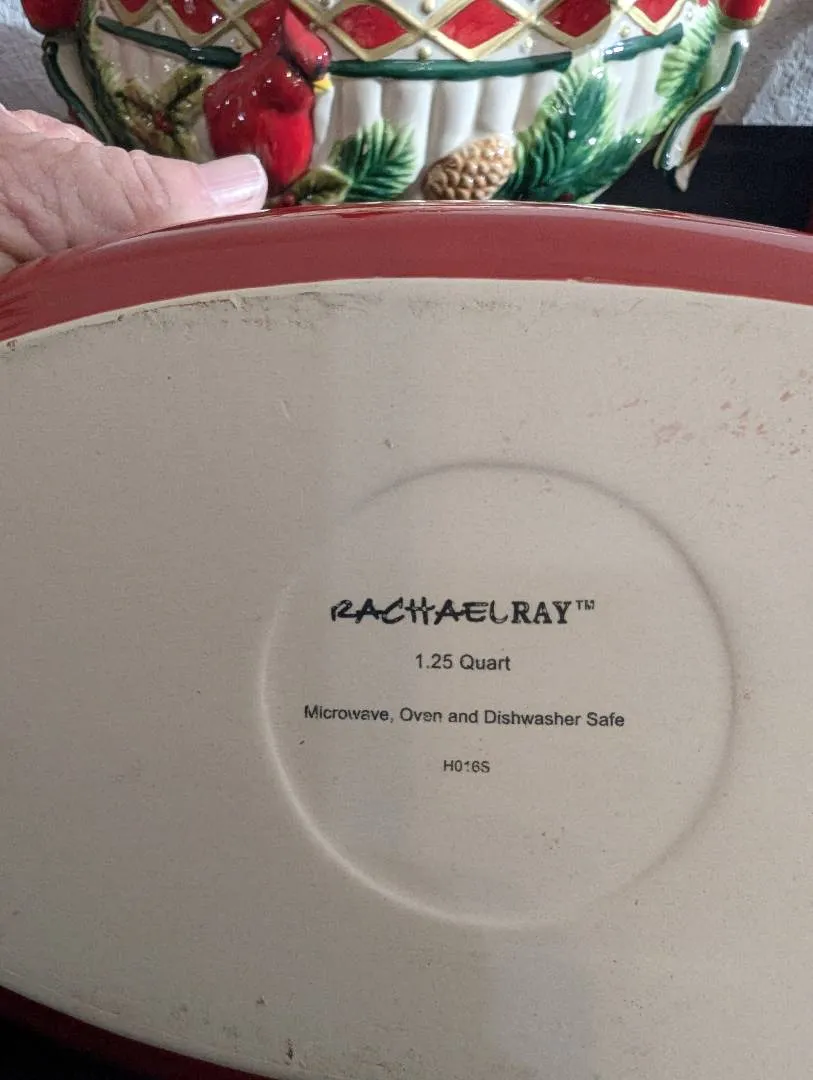 RACHAELRAY™
1.25 Quart
Microwave, Oven and Dishwasher Safe
H016S